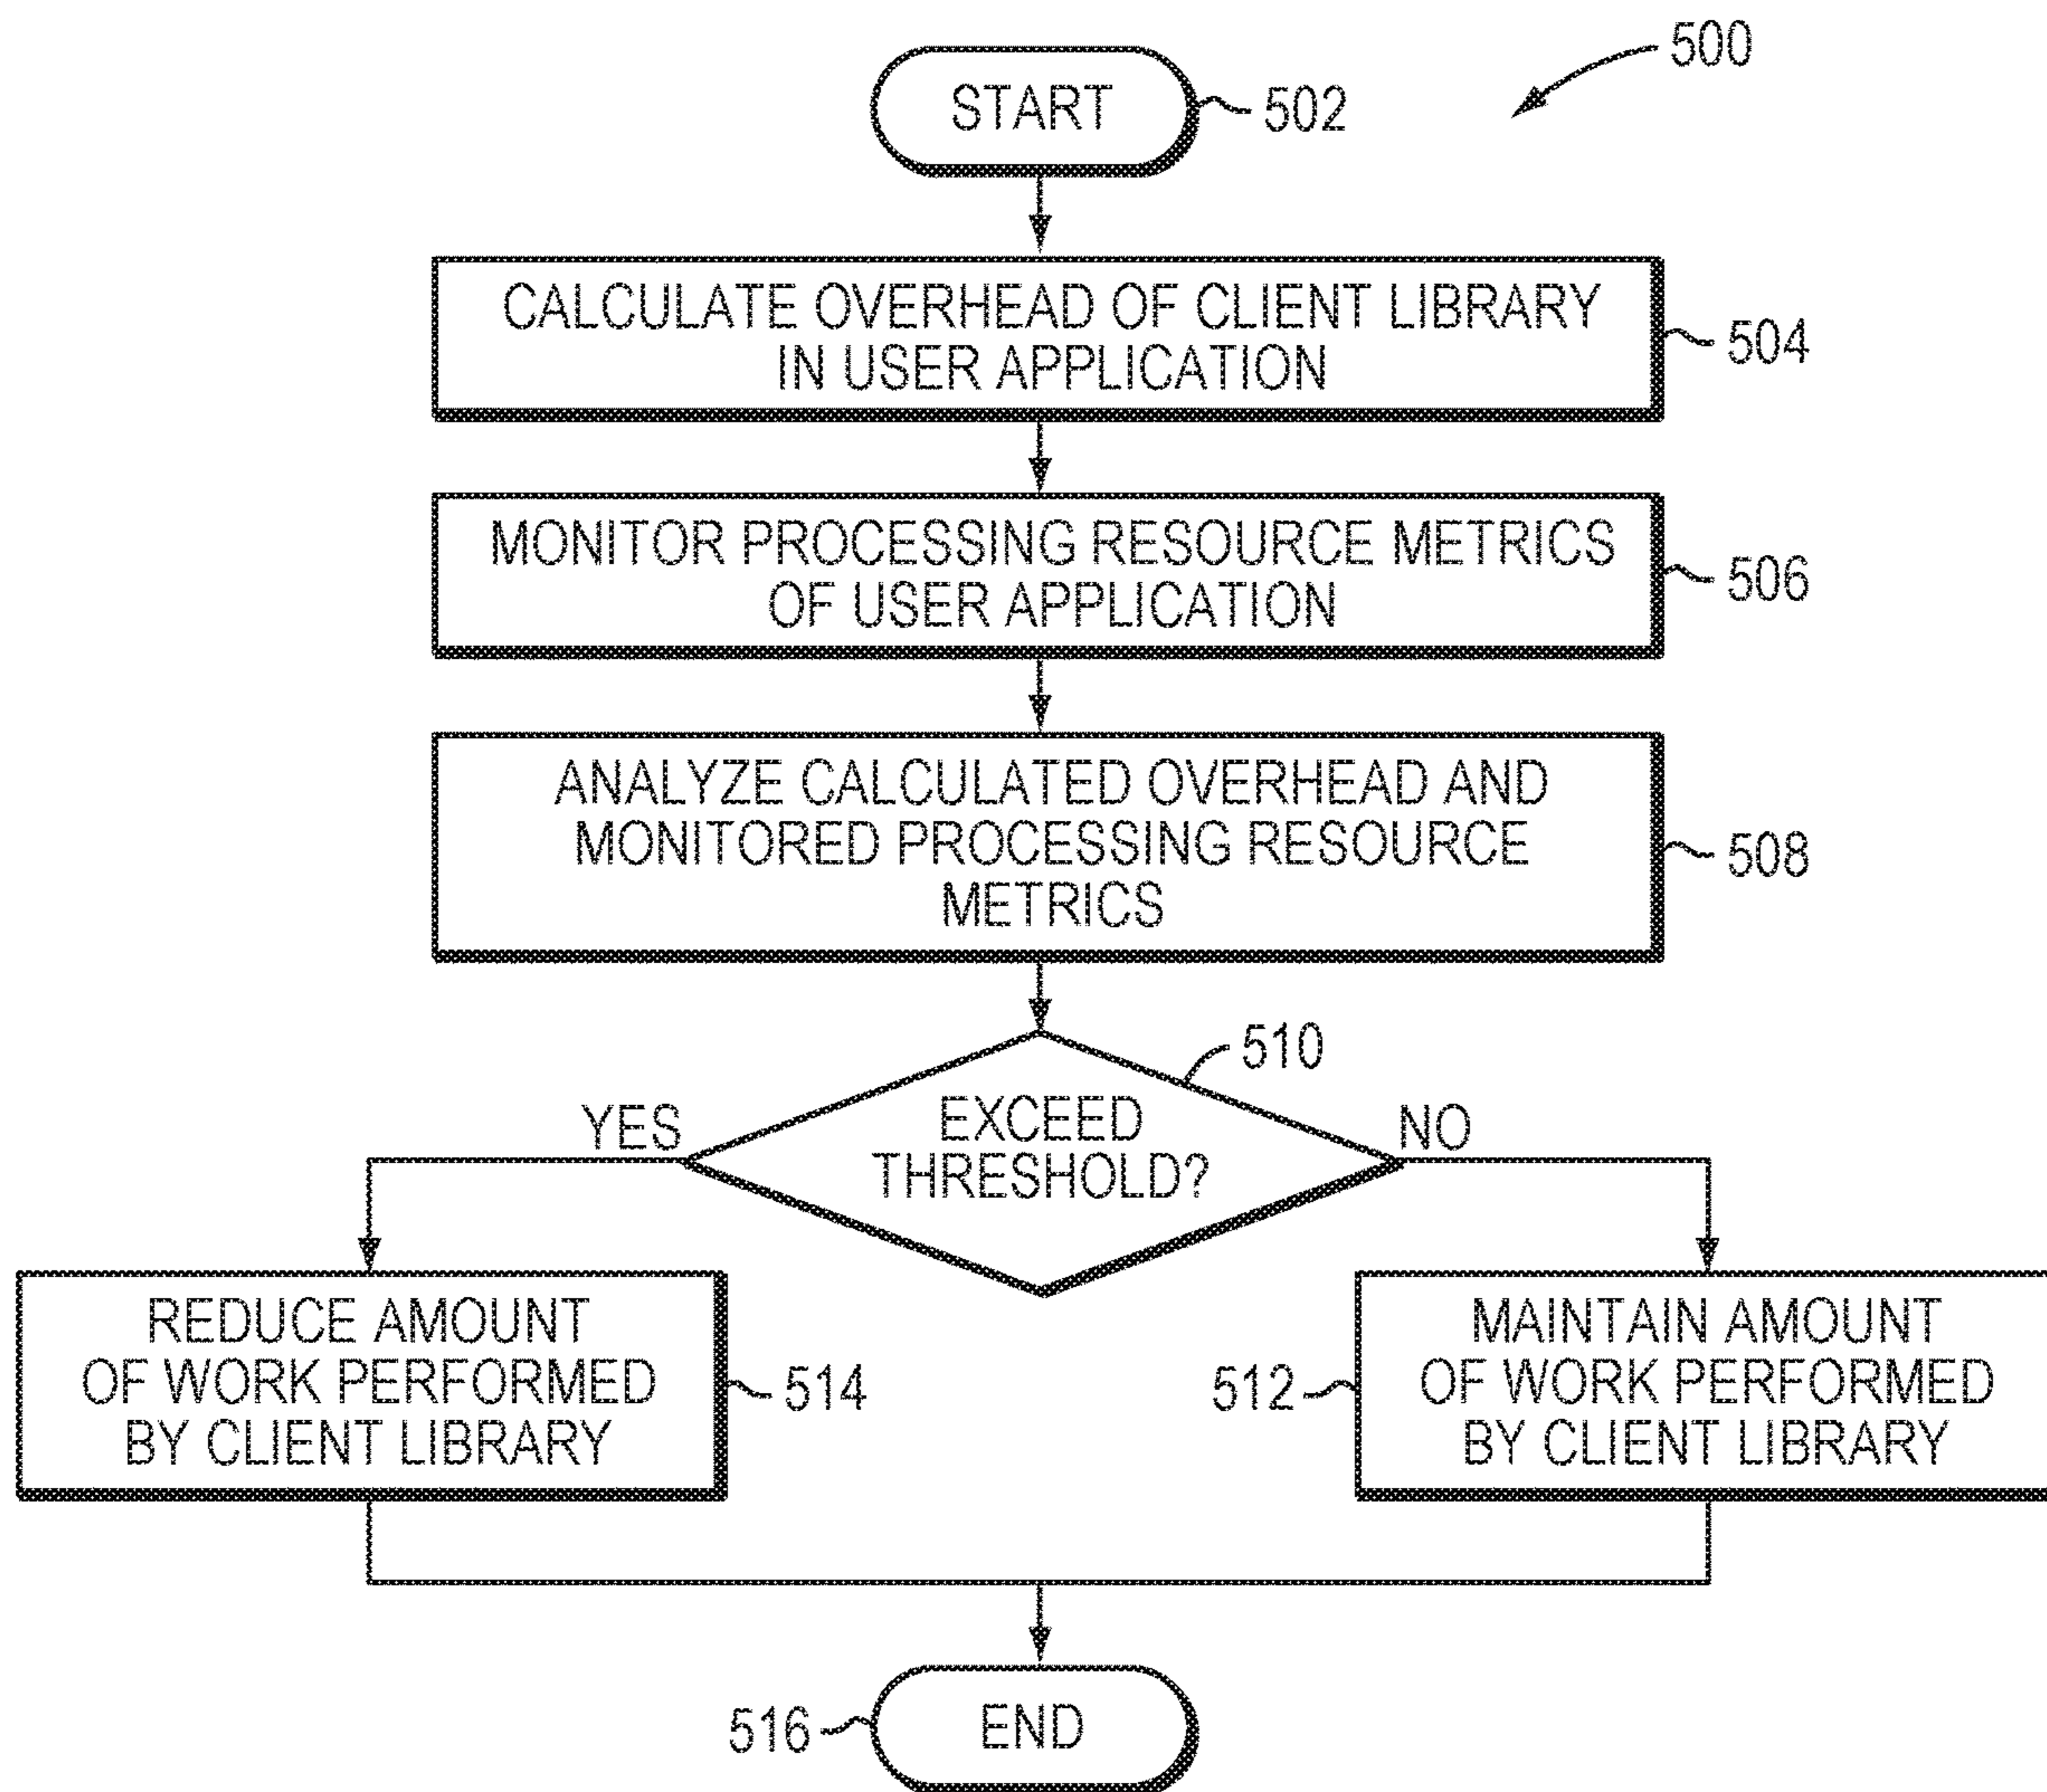 500
START
502
CALCULATE OVERHEAD OF CLIENT LIBRARY
IN USER APPLICATION
504
MONITOR PROCESSING RESOURCE METRICS
OF USER APPLICATION
506
ANALYZE CALCULATED OVERHEAD AND
MONITORED PROCESSING RESOURCE
METRICS
508
510
EXCEED
THRESHOLD?
YES
NO
REDUCE AMOUNT
OF WORK PERFORMED
BY CLIENT LIBRARY
514
512
MAINTAIN AMOUNT
OF WORK PERFORMED
BY CLIENT LIBRARY
516
END